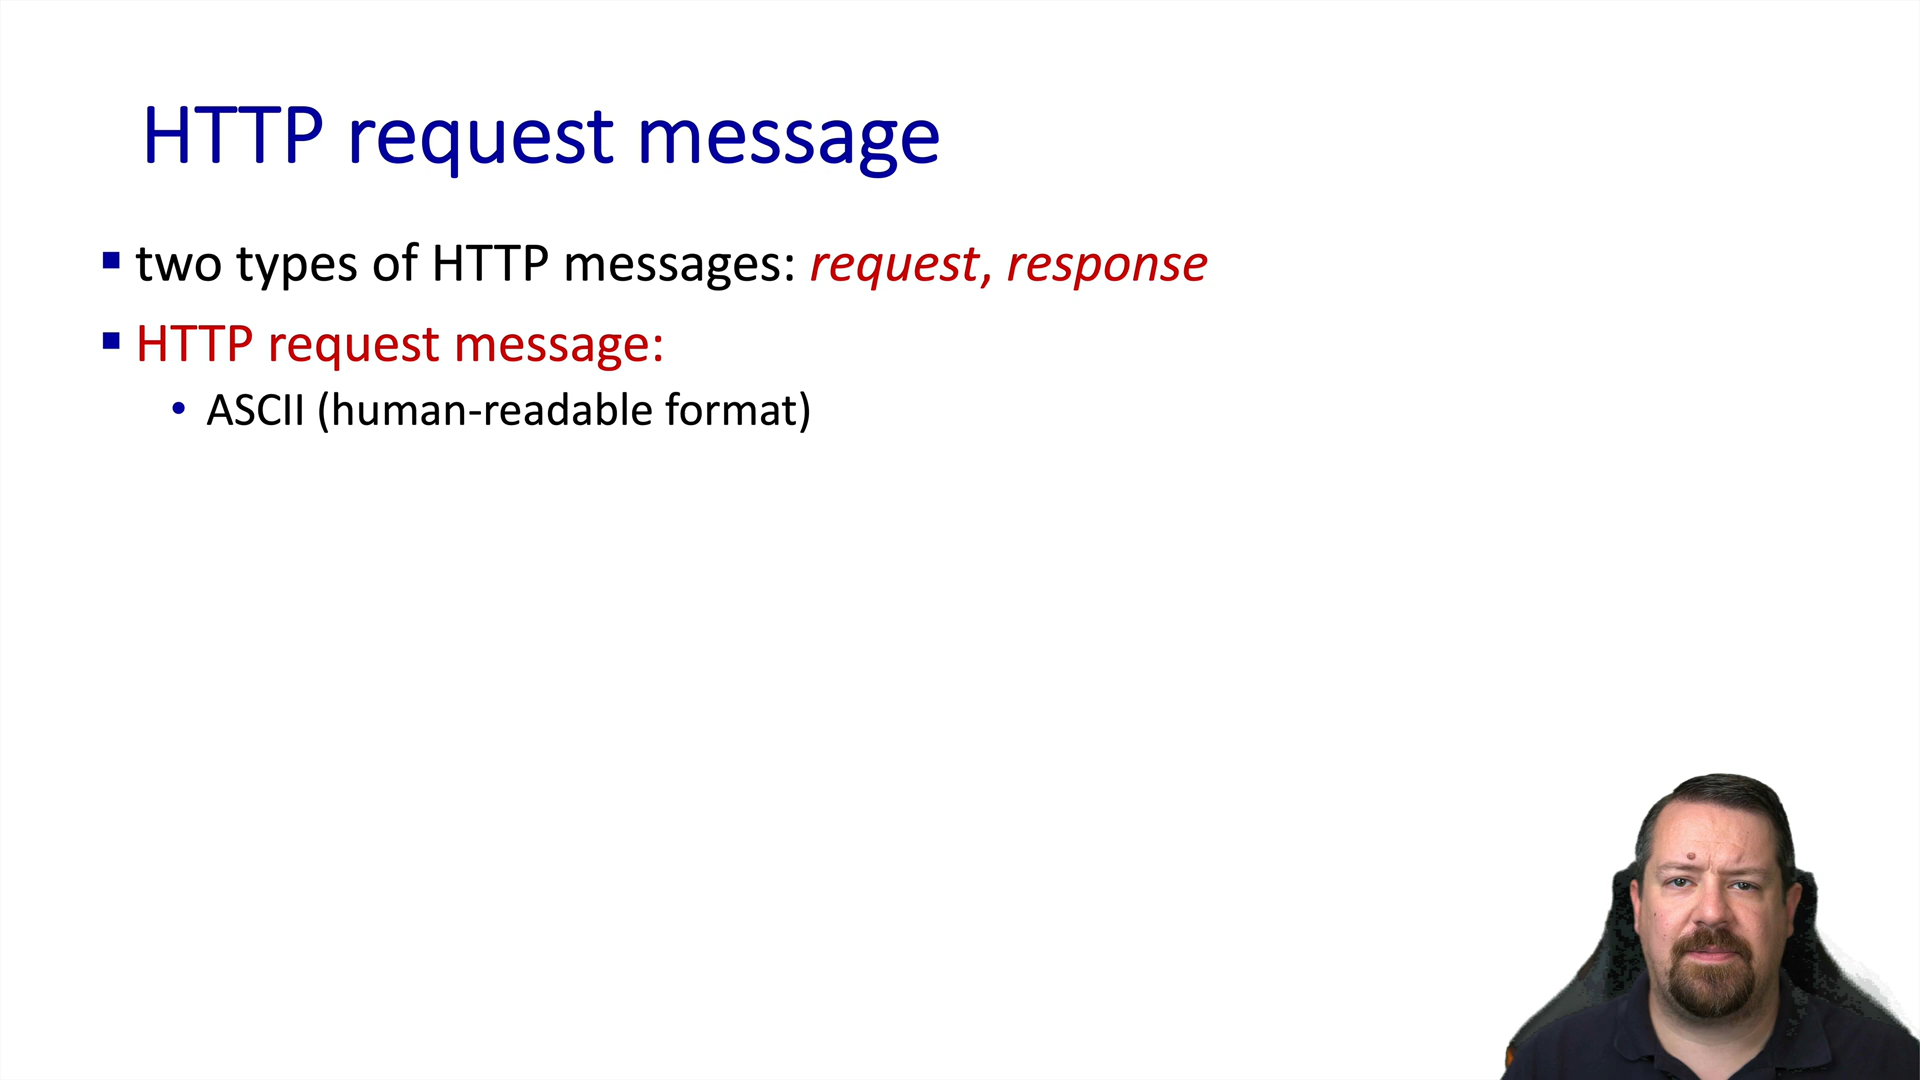 HTTP request message
▪ two types of HTTP messages: request, response
▪ HTTP request message:
• ASCII (human-readable format)